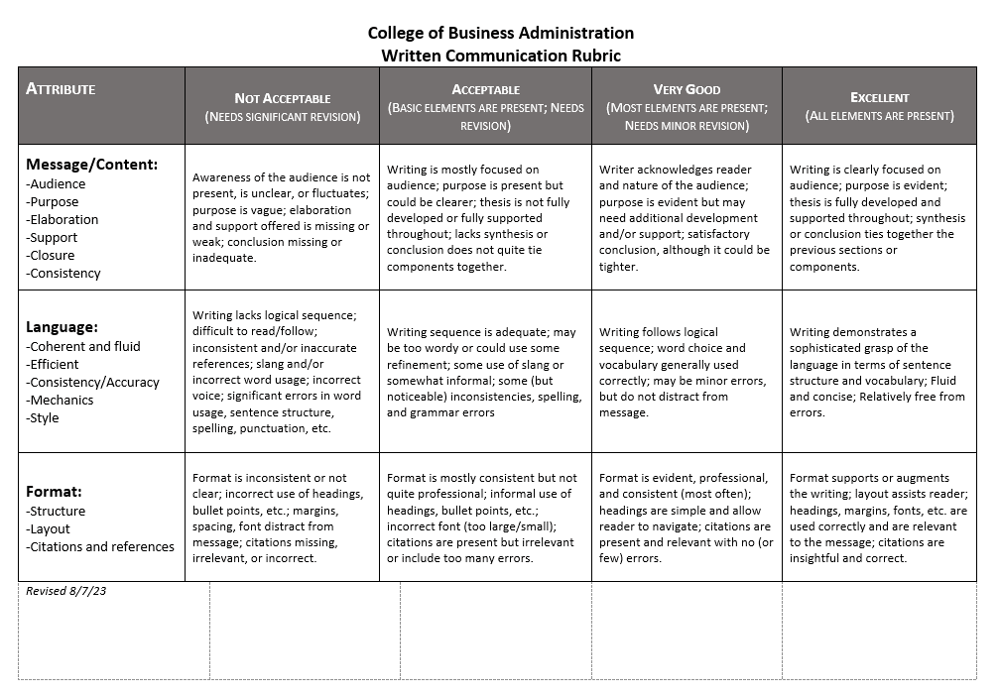 College of Business Administration
Written Communication Rubric
ATTRIBUTE
NOT ACCEPTABLE
(NEEDS SIGNIFICANT REVISION)
ACCEPTABLE
(BASIC ELEMENTS ARE PRESENT; NEEDS
REVISION)
VERY GOOD
(MOST ELEMENTS ARE PRESENT;
NEEDS MINOR REVISION)
EXCELLENT
(ALL ELEMENTS ARE PRESENT)
Message/Content:
-Audience
-Purpose
-Elaboration
-Support
-Closure
-Consistency
Awareness of the audience is not
present, is unclear, or fluctuates;
purpose is vague; elaboration
and support offered is missing or
weak; conclusion missing or
inadequate.
Writing is mostly focused on
audience; purpose is present but
could be clearer; thesis is not fully
developed or fully supported
throughout; lacks synthesis or
conclusion does not quite tie
components together.
Writer acknowledges reader
and nature of the audience;
purpose is evident but may
need additional development
and/or support; satisfactory
conclusion, although it could be
tighter.
Writing is clearly focused on
audience; purpose is evident;
thesis is fully developed and
supported throughout; synthesis
or conclusion ties together the
previous sections or
components.
Language:
-Coherent and fluid
-Efficient
-Consistency/Accuracy
-Mechanics
-Style
Writing lacks logical sequence;
difficult to read/follow;
inconsistent and/or inaccurate
references; slang and/or
incorrect word usage; incorrect
voice; significant errors in word
usage, sentence structure,
spelling, punctuation, etc.
Writing sequence is adequate; may
be too wordy or could use some
refinement; some use of slang or
somewhat informal; some (but
noticeable) inconsistencies, spelling,
and grammar errors
Writing follows logical
sequence; word choice and
vocabulary generally used
correctly; may be minor errors,
but do not distract from
message.
Writing demonstrates a
sophisticated grasp of the
language in terms of sentence
structure and vocabulary; Fluid
and concise; Relatively free from
errors.
Format:
-Structure
-Layout
-Citations and references
Format is inconsistent or not
clear; incorrect use of headings,
bullet points, etc.; margins,
spacing, font distract from
message; citations missing,
irrelevant, or incorrect.
Format is mostly consistent but not
quite professional; informal use of
headings, bullet points, etc.;
incorrect font (too large/small);
citations are present but irrelevant
or include too many errors.
Format is evident, professional,
and consistent (most often);
headings are simple and allow
reader to navigate; citations are
present and relevant with no (or
few) errors.
Format supports or augments
the writing; layout assists reader;
headings, margins, fonts, etc. are
used correctly and are relevant
to the message; citations are
insightful and correct.
Revised 8/7/23